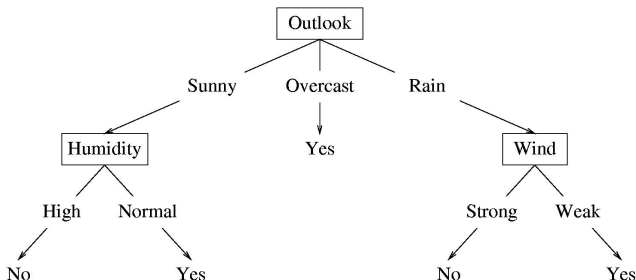 Outlook
Sunny Overcast Rain
Humidity Yes Wind
High Normal Strong Weak
No Yes No Yes